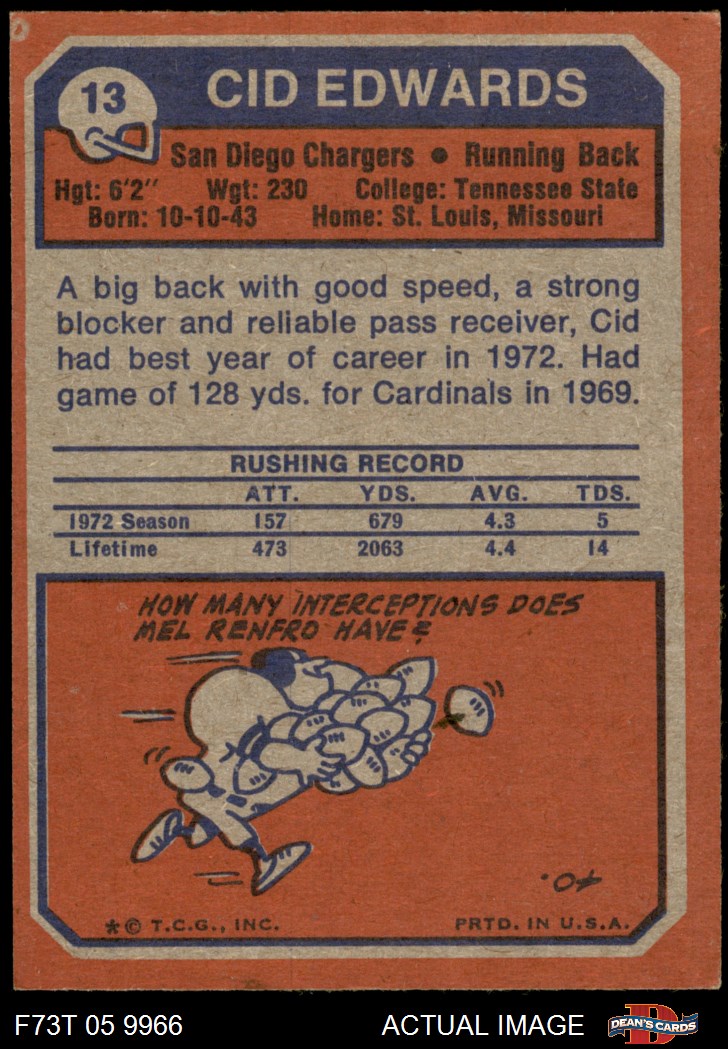 13
CID EDWARDS
San Diego Chargers • Running Back
Hgt: 6'2" Wgt: 230 College: Tennessee State
Born: 10-10-43 Home: St. Louis, Missouri
A big back with good speed, a strong
blocker and reliable pass receiver, Cid
had best year of career in 1972. Had
game of 128 yds. for Cardinals in 1969.
RUSHING RECORD
ATT. YDS. AVG. TDS.
1972 Season 157 679 4.3 5
Lifetime 473 2063 4.4 14
HOW MANY INTERCEPTIONS DOES
MEL RENFRO HAVE?
40.
* © T.C.G., INC. PRTD. IN U.S.A.
F73T 05 9966 ACTUAL IMAGE DEAN'S CARDS